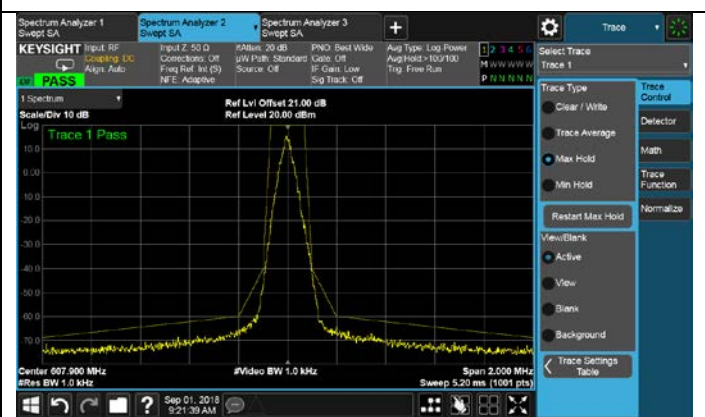 Spectrum Analyzer 1
Swept SA
Spectrum Analyzer 2
Swept SA
Spectrum Analyzer 3
Swept SA
+
Trace
KEYSIGHT
Input: RF
Coupling: DC
Align: Auto
Input Z: 50 Ω
Corrections: Off
Freq Ref: Int (S)
NFE: Adaptive
#Atten: 20 dB
µW Path: Standard
Source: Off
PNO: Best Wide
Gate: Off
IF Gain: Low
Sig Track: Off
Avg Type: Log-Power
Avg|Hold:>100/100
Trig: Free Run
1 2 3 4 5 6
M W W W W W
P N N N N N
PASS
Select Trace
Trace 1
1 Spectrum
Scale/Div 10 dB
Ref Lvl Offset 21.00 dB
Ref Level 20.00 dBm
Log
Trace 1 Pass
10.0
0.00
-10.0
-20.0
-30.0
-40.0
-50.0
-60.0
-70.0
Center 607.900 MHz
#Res BW 1.0 kHz
#Video BW 1.0 kHz
Span 2.000 MHz
Sweep 5.20 ms (1001 pts)
Trace Type
Clear / Write
Trace Average
Max Hold
Min Hold
Restart Max Hold
View/Blank
Active
View
Blank
Background
Trace Settings
Table
Trace
Control
Detector
Math
Trace
Function
Normalize
?
Sep 01, 2018
9:21:39 AM